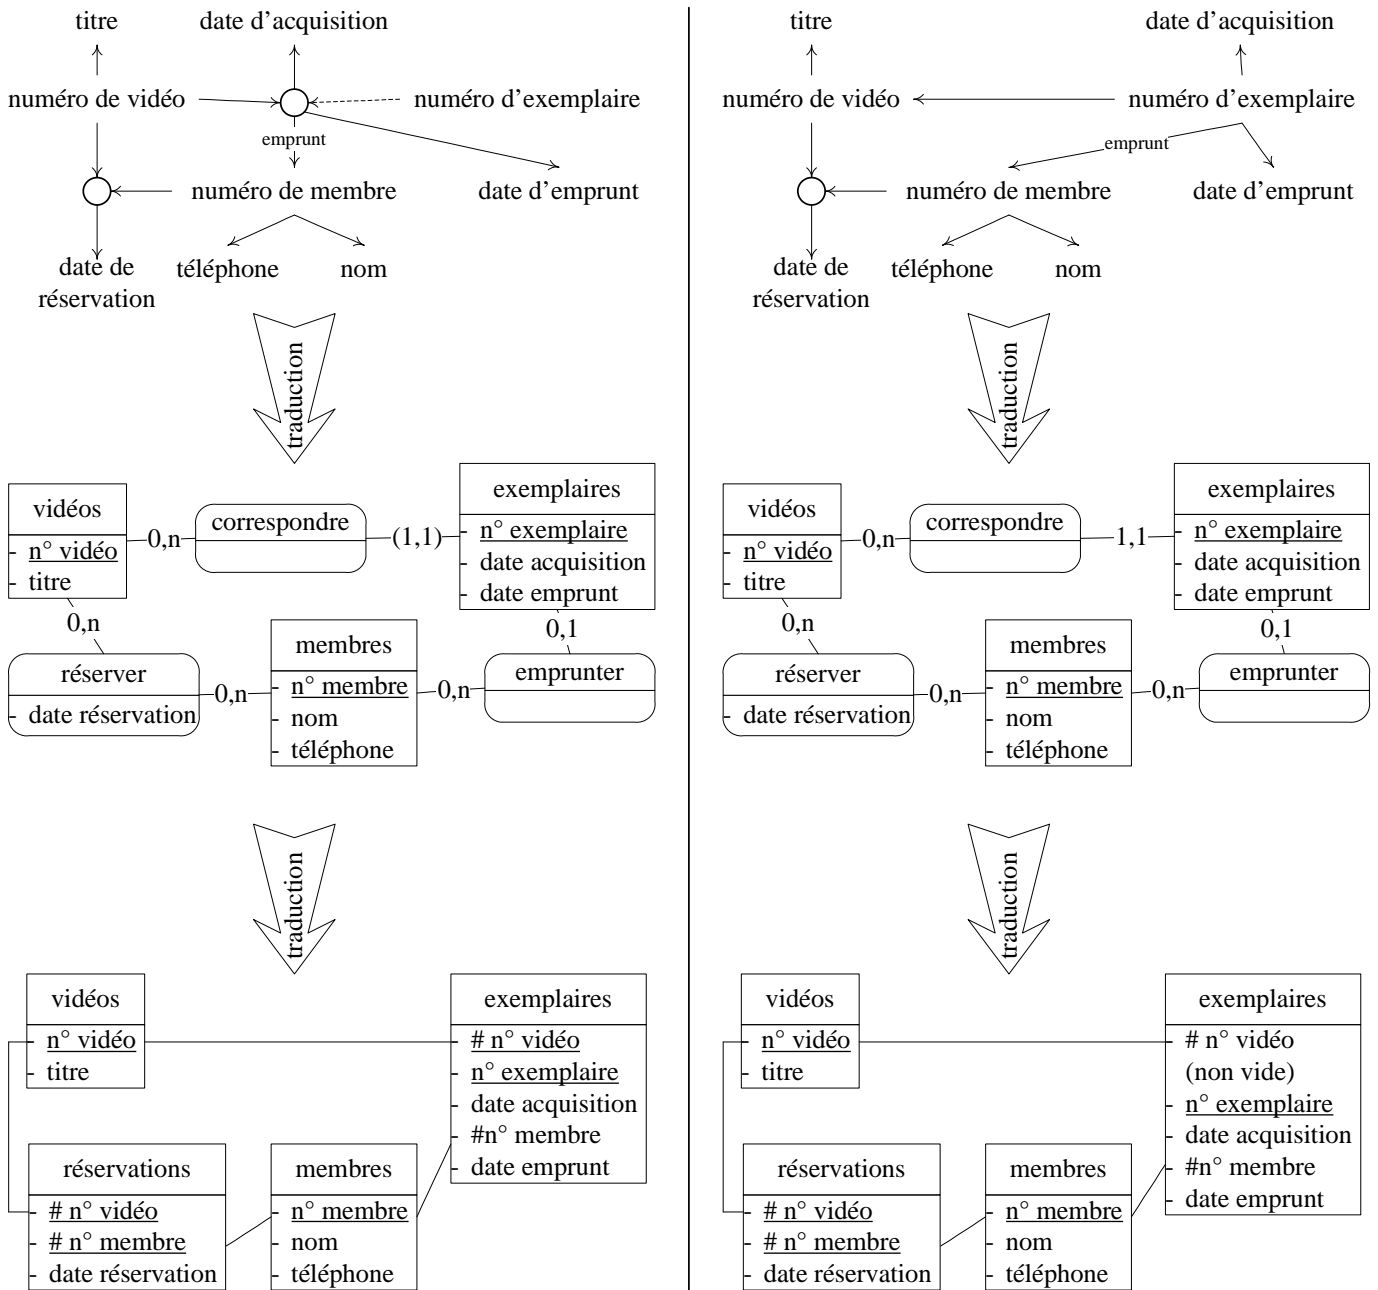 titre
date d'acquisition
numéro de vidéo
numéro d'exemplaire
emprunt
numéro de membre
date d'emprunt
date de
réservation
téléphone
nom
traduction
vidéos
n° vidéo
titre
0,n
correspondre
(1,1)
exemplaires
n° exemplaire
date acquisition
date emprunt
0,n
0,1
réserver
date réservation
0,n
membres
n° membre
nom
téléphone
0,n
emprunter
traduction
vidéos
n° vidéo
titre
exemplaires
# n° vidéo
n° exemplaire
date acquisition
#n° membre
date emprunt
réservations
# n° vidéo
# n° membre
date réservation
membres
n° membre
nom
téléphone
titre
date d'acquisition
numéro de vidéo
numéro d'exemplaire
emprunt
numéro de membre
date d'emprunt
date de
réservation
téléphone
nom
traduction
vidéos
n° vidéo
titre
0,n
correspondre
1,1
exemplaires
n° exemplaire
date acquisition
date emprunt
0,n
0,1
réserver
date réservation
0,n
membres
n° membre
nom
téléphone
0,n
emprunter
traduction
vidéos
n° vidéo
titre
exemplaires
# n° vidéo
(non vide)
n° exemplaire
date acquisition
#n° membre
date emprunt
réservations
# n° vidéo
# n° membre
date réservation
membres
n° membre
nom
téléphone